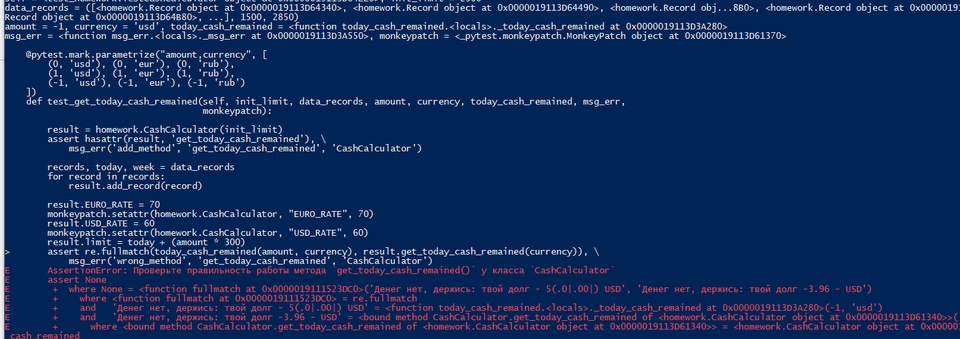 data_records = ([<homework.Record object at 0x0000019113D64340>, <homework.Record object at 0x0000019113D64490>, <homework.Record obj...8B0>, <homework.Record object at 0x00000191
Record object at 0x0000019113D64B80>, ...], 1500, 2850)
amount = -1, currency = 'usd', today_cash_remained = <function today_cash_remained.<locals>._today_cash_remained at 0x0000019113D3A280>
msg_err = <function msg_err.<locals>._msg_err at 0x0000019113D3A550>, monkeypatch = <_pytest.monkeypatch.MonkeyPatch object at 0x0000019113D61370>
@pytest.mark.parametrize("amount,currency", [
(0, 'usd'), (0, 'eur'), (0, 'rub'),
(1, 'usd'), (1, 'eur'), (1, 'rub'),
(-1, 'usd'), (-1, 'eur'), (-1, 'rub')
])
def test_get_today_cash_remained(self, init_limit, data_records, amount, currency, today_cash_remained, msg_err,
monkeypatch):
result = homework.CashCalculator(init_limit)
assert hasattr(result, 'get_today_cash_remained'), \
msg_err('add_method', 'get_today_cash_remained', 'CashCalculator')
records, today, week = data_records
for record in records:
result.add_record(record)
result.EURO_RATE = 70
monkeypatch.setattr(homework.CashCalculator, "EURO_RATE", 70)
result.USD_RATE = 60
monkeypatch.setattr(homework.CashCalculator, "USD_RATE", 60)
result.limit = today + (amount * 300)
> assert re.fullmatch(today_cash_remained(amount, currency), result.get_today_cash_remained(currency)), \
msg_err('wrong_method', 'get_today_cash_remained', 'CashCalculator')
E AssertionError: Проверьте правильность работы метода `get_today_cash_remained()` у класса `CashCalculator`
E assert None
E + where None = <function fullmatch at 0x0000019111523DC0>('Денег нет, держись: твой долг - 5(.0|.00|) USD', 'Денег нет, держись: твой долг -3.96 - USD')
E + where <function fullmatch at 0x0000019111523DC0> = re.fullmatch
E + and 'Денег нет, держись: твой долг - 5(.0|.00|) USD' = <function today_cash_remained.<locals>._today_cash_remained at 0x0000019113D3A280>(-1, 'usd')
E + and 'Денег нет, держись: твой долг -3.96 - USD' = <bound method CashCalculator.get_today_cash_remained of <homework.CashCalculator object at 0x0000019113D61340>>(
E + where <bound method CashCalculator.get_today_cash_remained of <homework.CashCalculator object at 0x0000019113D61340>> = <homework.CashCalculator object at 0x00000
_cash_remained